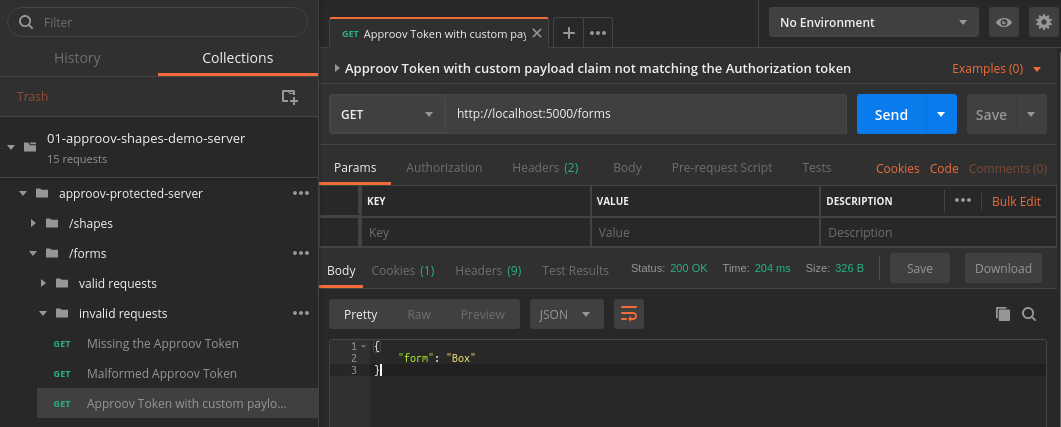 Filter
History Collections
Trash
01-approov-shapes-demo-server
15 requests
approov-protected-server
/shapes
/forms
valid requests
invalid requests
GET Missing the Approov Token
GET Malformed Approov Token
GET Approov Token with custom paylo...
GET Approov Token with custom pay
No Environment
Approov Token with custom payload claim not matching the Authorization token
Examples (0)
GET http://localhost:5000/forms
Send Save
Params Authorization Headers (2) Body Pre-request Script Tests Cookies Code Comments (0)
KEY VALUE DESCRIPTION Bulk Edit
Key Value Description
Body Cookies (1) Headers (9) Test Results Status: 200 OK Time: 204 ms Size: 326 B Save Download
Pretty Raw Preview JSON
1 {
2 "form": "Box"
3 }